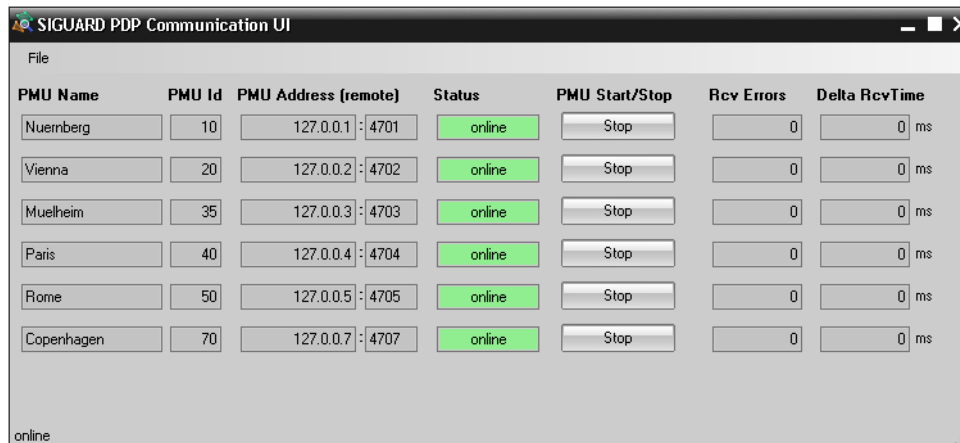 SIGUARD PDP Communication UI
File
PMU Name PMU Id PMU Address (remote) Status PMU Start/Stop Rcv Errors Delta RcvTime
Nuernberg 10 127.0.0.1 : 4701 online Stop 0 0 ms
Vienna 20 127.0.0.2 : 4702 online Stop 0 0 ms
Muelheim 35 127.0.0.3 : 4703 online Stop 0 0 ms
Paris 40 127.0.0.4 : 4704 online Stop 0 0 ms
Rome 50 127.0.0.5 : 4705 online Stop 0 0 ms
Copenhagen 70 127.0.0.7 : 4707 online Stop 0 0 ms
online